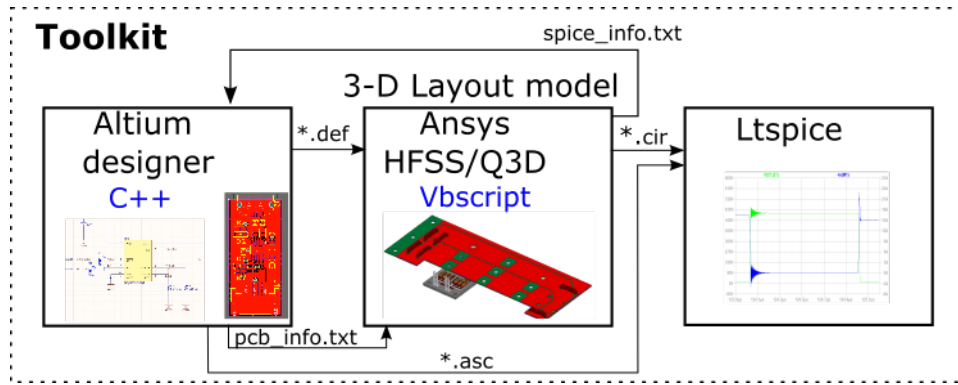 Toolkit
spice_info.txt
3-D Layout model
Altium
designer
C++
*.def
Ansys
HFSS/Q3D
Vbscript
*.cir
Ltspice
pcb_info.txt
*.asc